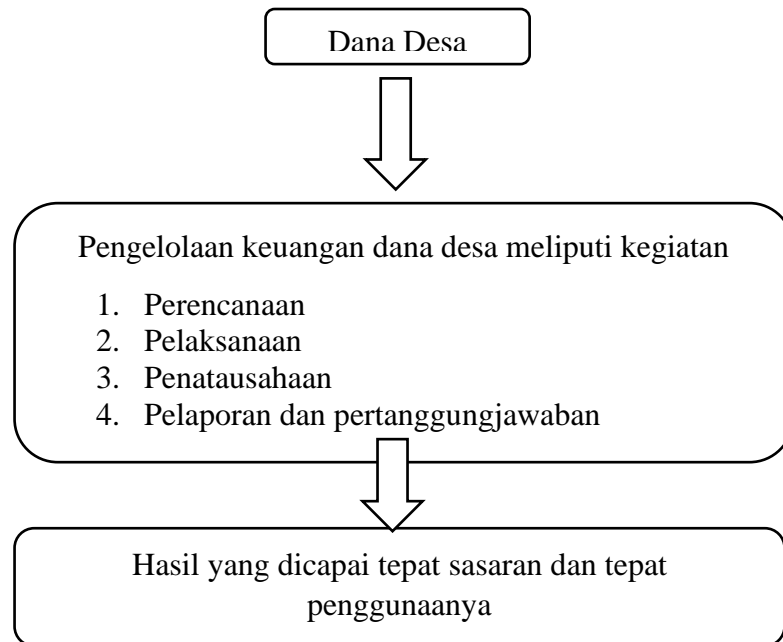 Dana Desa
Pengelolaan keuangan dana desa meliputi kegiatan
1. Perencanaan
2. Pelaksanaan
3. Penatausahaan
4. Pelaporan dan pertanggungjawaban
Hasil yang dicapai tepat sasaran dan tepat
penggunaanya